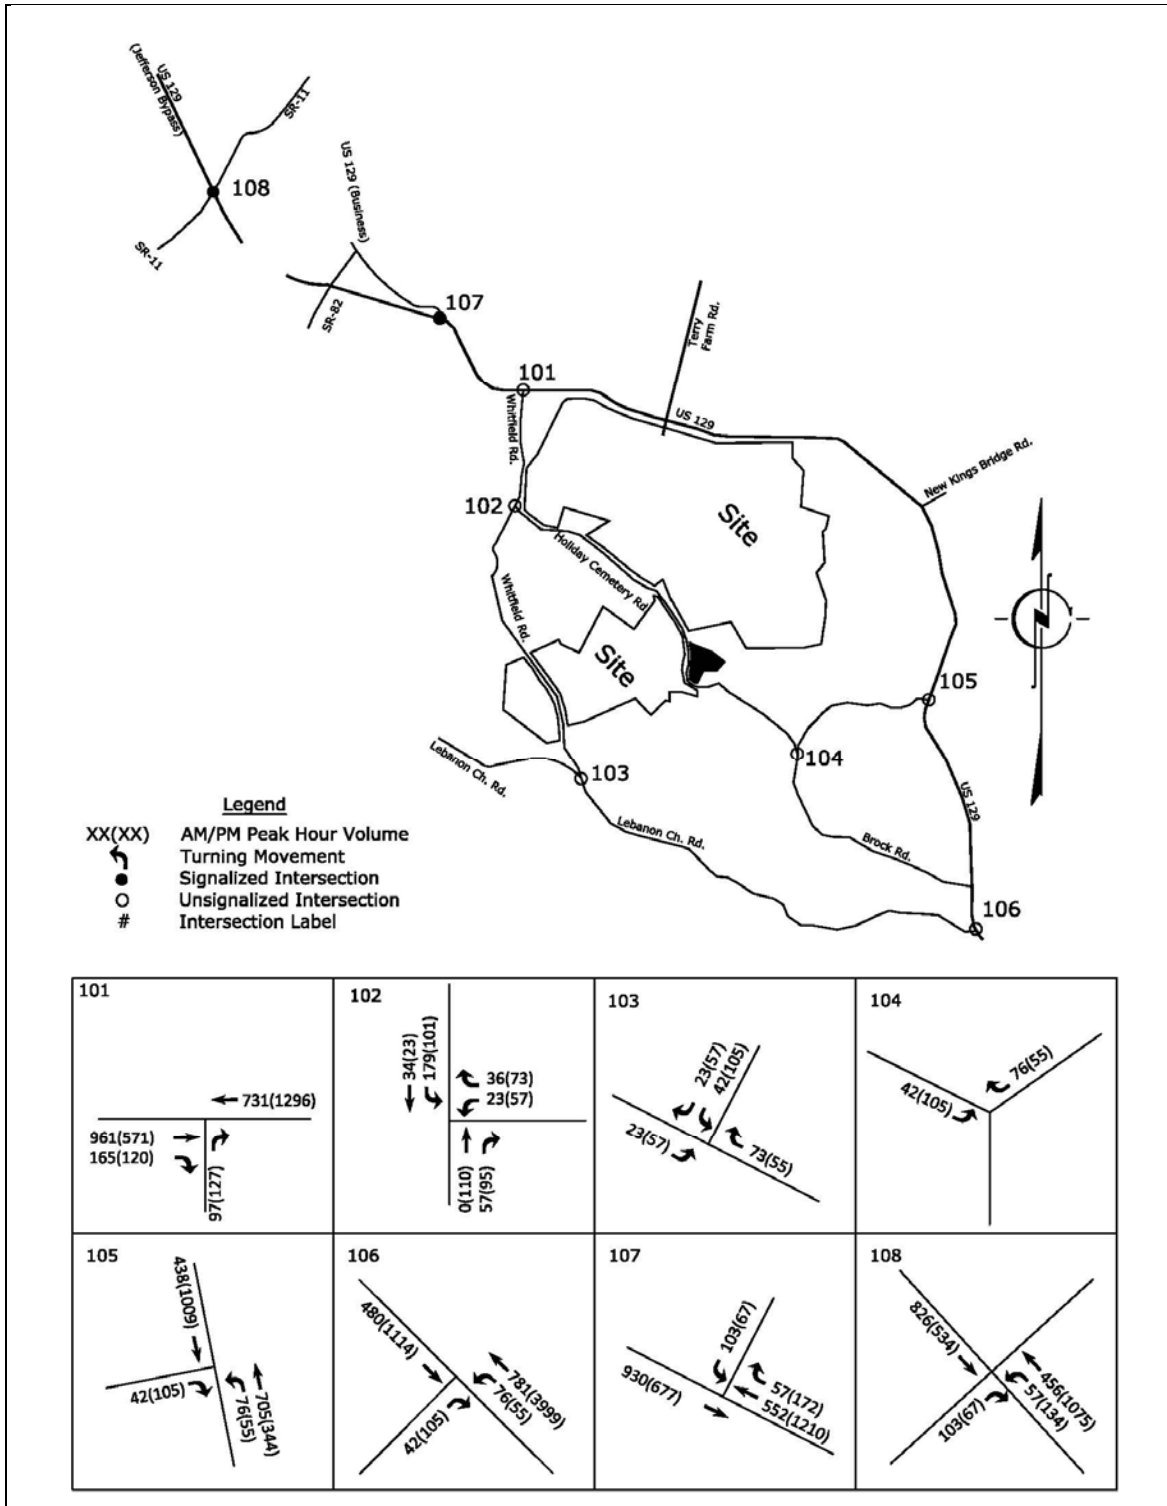 US 129
(Jefferson Bypass)
SR-11
108
SR-11
US 129 (Business)
107
SR-82
101
Terry
Farm Rd.
Whitfield Rd.
US 129
New Kings Bridge Rd.
102
Site
Holiday Cemetery Rd.
Whitfield Rd.
Site
105
104
Lebanon Ch. Rd.
103
US 129
Lebanon Ch. Rd.
Brock Rd.
106
Legend
XX(XX) AM/PM Peak Hour Volume
Turning Movement
Signalized Intersection
Unsignalized Intersection
# Intersection Label
101
731(1296)
961(571)
165(120)
97(127)
102
34(23)
179(101)
36(73)
23(57)
0(110)
57(95)
103
23(57)
42(105)
23(57)
73(55)
104
76(55)
42(105)
105
438(1009)
42(105)
76(55)
705(344)
106
480(1114)
781(3999)
76(55)
42(105)
107
103(67)
930(677)
57(172)
552(1210)
108
826(534)
456(1075)
57(134)
103(67)